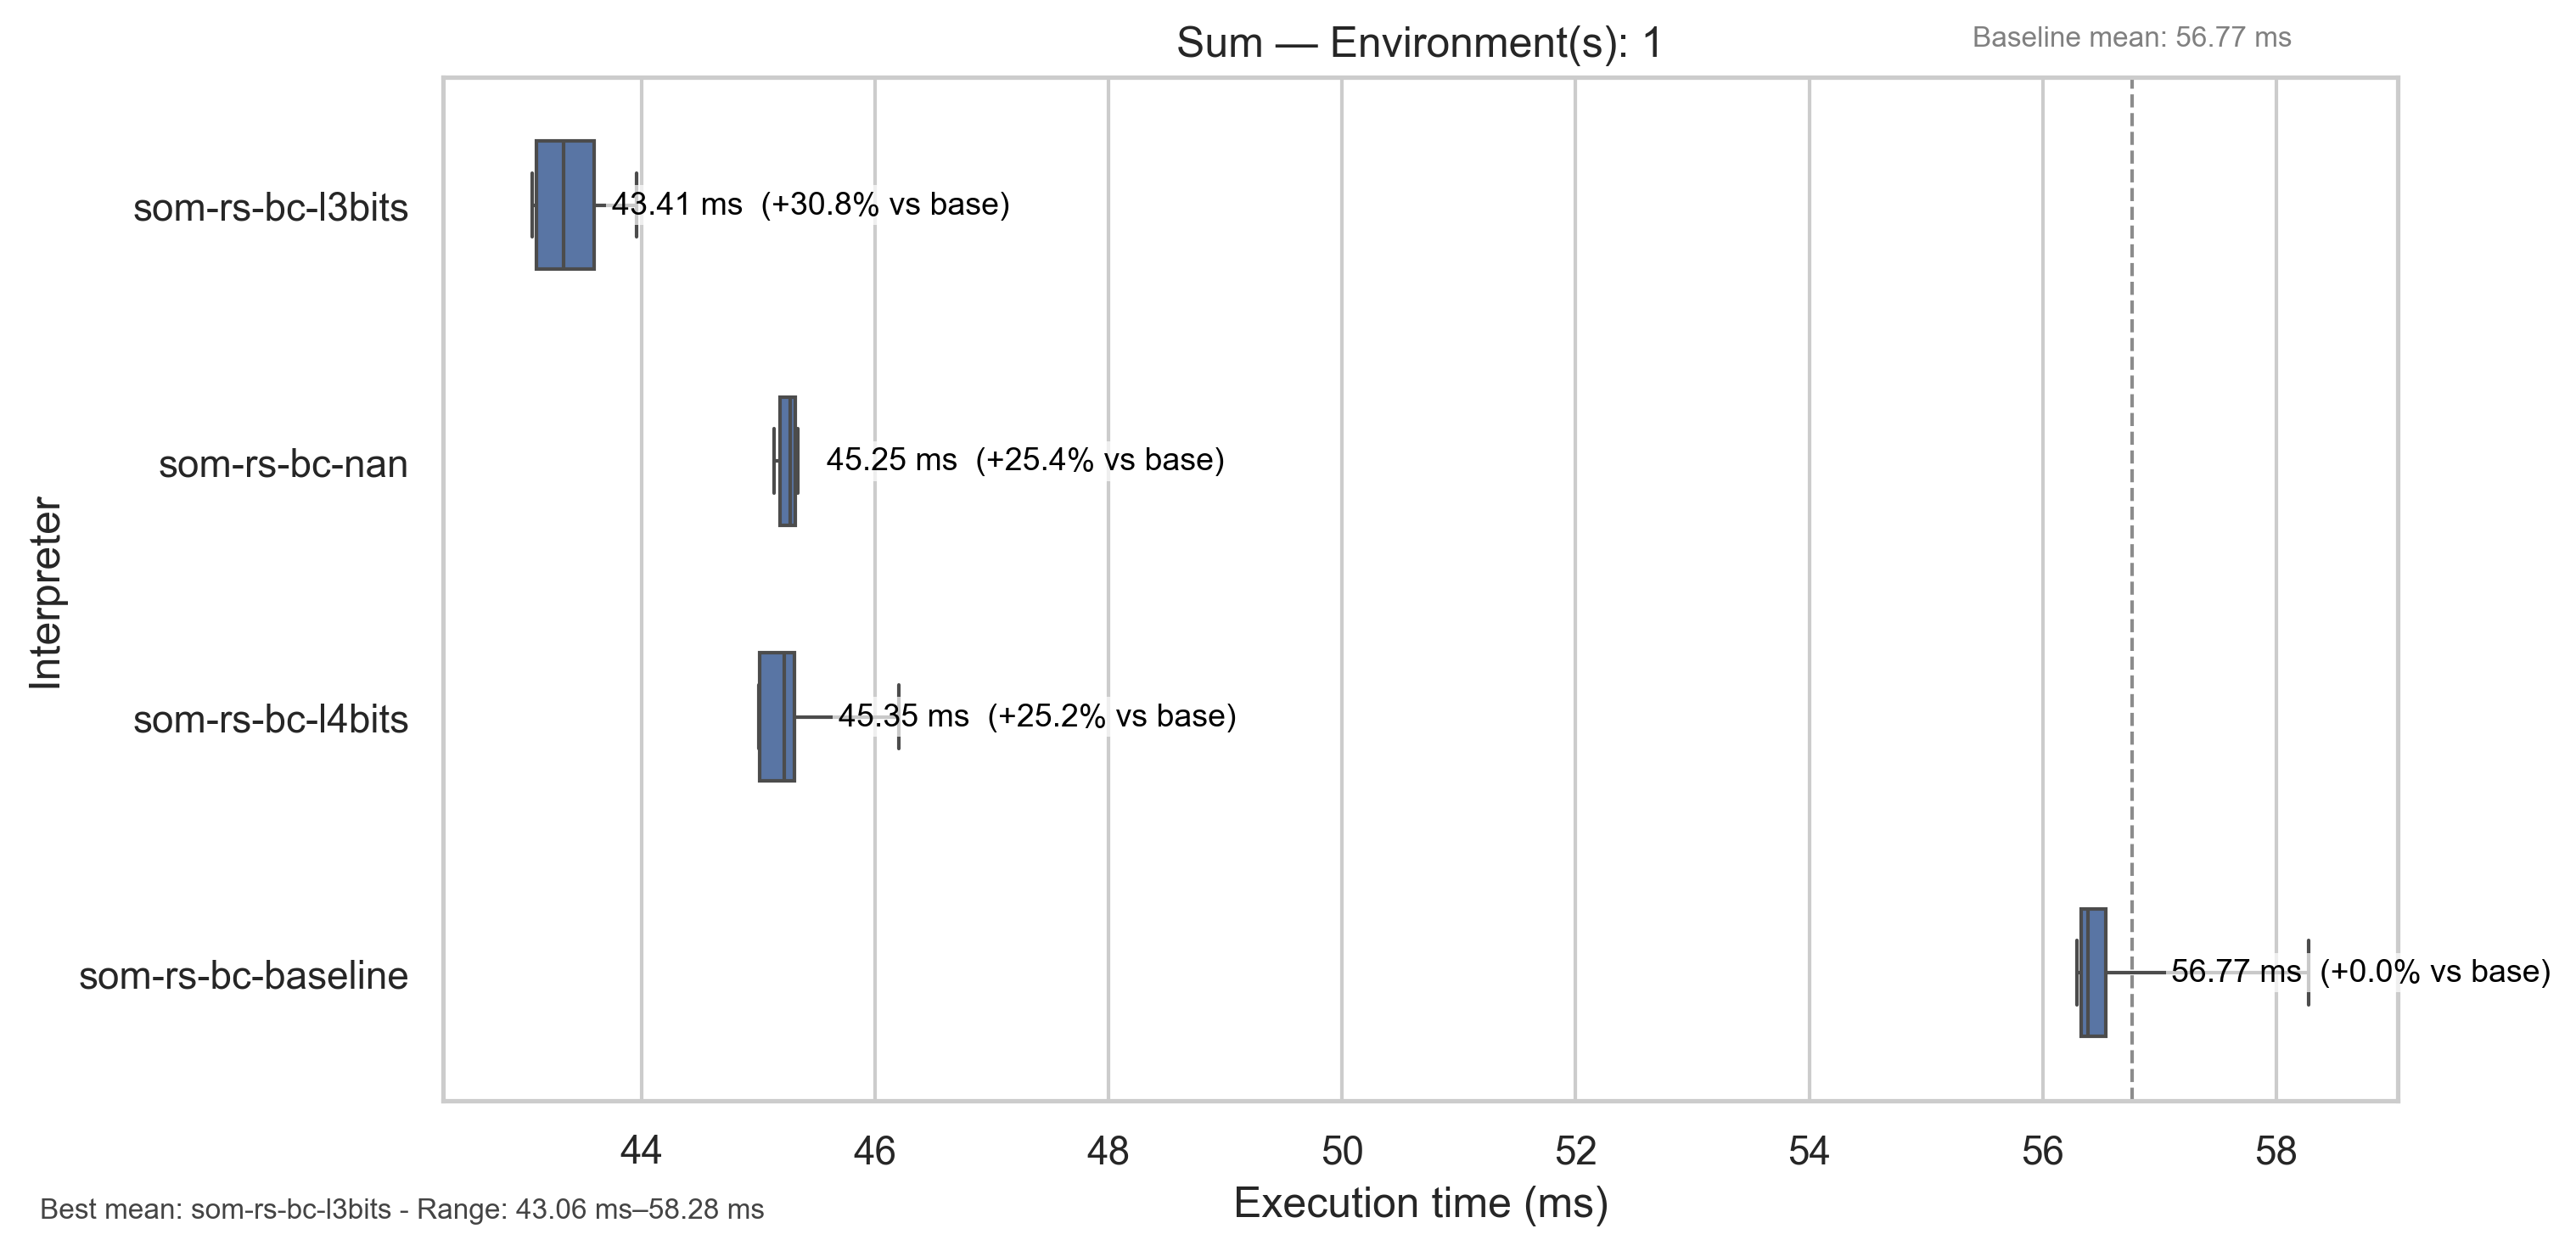 Sum — Environment(s): 1
Baseline mean: 56.77 ms
Interpreter
som-rs-bc-l3bits
43.41 ms  (+30.8% vs base)
som-rs-bc-nan
45.25 ms  (+25.4% vs base)
som-rs-bc-l4bits
45.35 ms  (+25.2% vs base)
som-rs-bc-baseline
56.77 ms  (+0.0% vs base)
44 46 48 50 52 54 56 58
Execution time (ms)
Best mean: som-rs-bc-l3bits - Range: 43.06 ms–58.28 ms